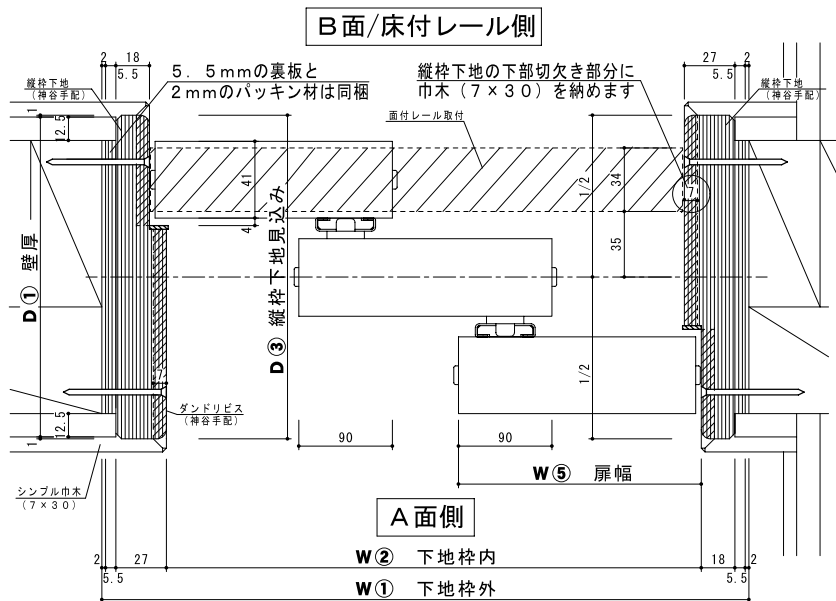 B面/床付レール側
2
18
5.5
縦枠下地
(神谷手配)
5．5mmの裏板と
2mmのパッキン材は同梱
縦枠下地の下部切欠き部分に
巾木（7×30）を納めます
面付レール取付
27
2
5.5
縦枠下地
(神谷手配)
1
12.5
41
4
1/2
34
7
35
D① 壁厚
D③ 縦枠下地見込み
7
1/2
ダンドリビス
(神谷手配)
12.5
1
90
90
W⑤ 扉幅
シンプル巾木
(7×30)
A面側
2
5.5
27
W② 下地枠内
18
5.5
2
W① 下地枠外